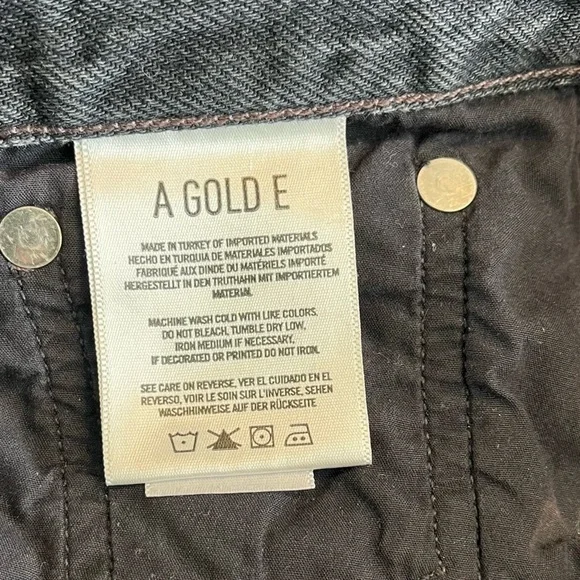 A GOLD E
MADE IN TURKEY OF IMPORTED MATERIALS
HECHO EN TURQUIA DE MATERIALES IMPORTADOS
FABRIQUÉ AUX DINDE DU MATÉRIELS IMPORTÉ
HERGESTELLT IN DEN TRUTHAHN MIT IMPORTIERTEM
MATERIAL
MACHINE WASH COLD WITH LIKE COLORS.
DO NOT BLEACH, TUMBLE DRY LOW,
IRON MEDIUM IF NECESSARY.
IF DECORATED OR PRINTED DO NOT IRON.
SEE CARE ON REVERSE, VER EL CUIDADO EN EL
REVERSO, VOIR LE SOIN SUR L'INVERSE, SEHEN
WASCHHINWEISE AUF DER RÜCKSEITE